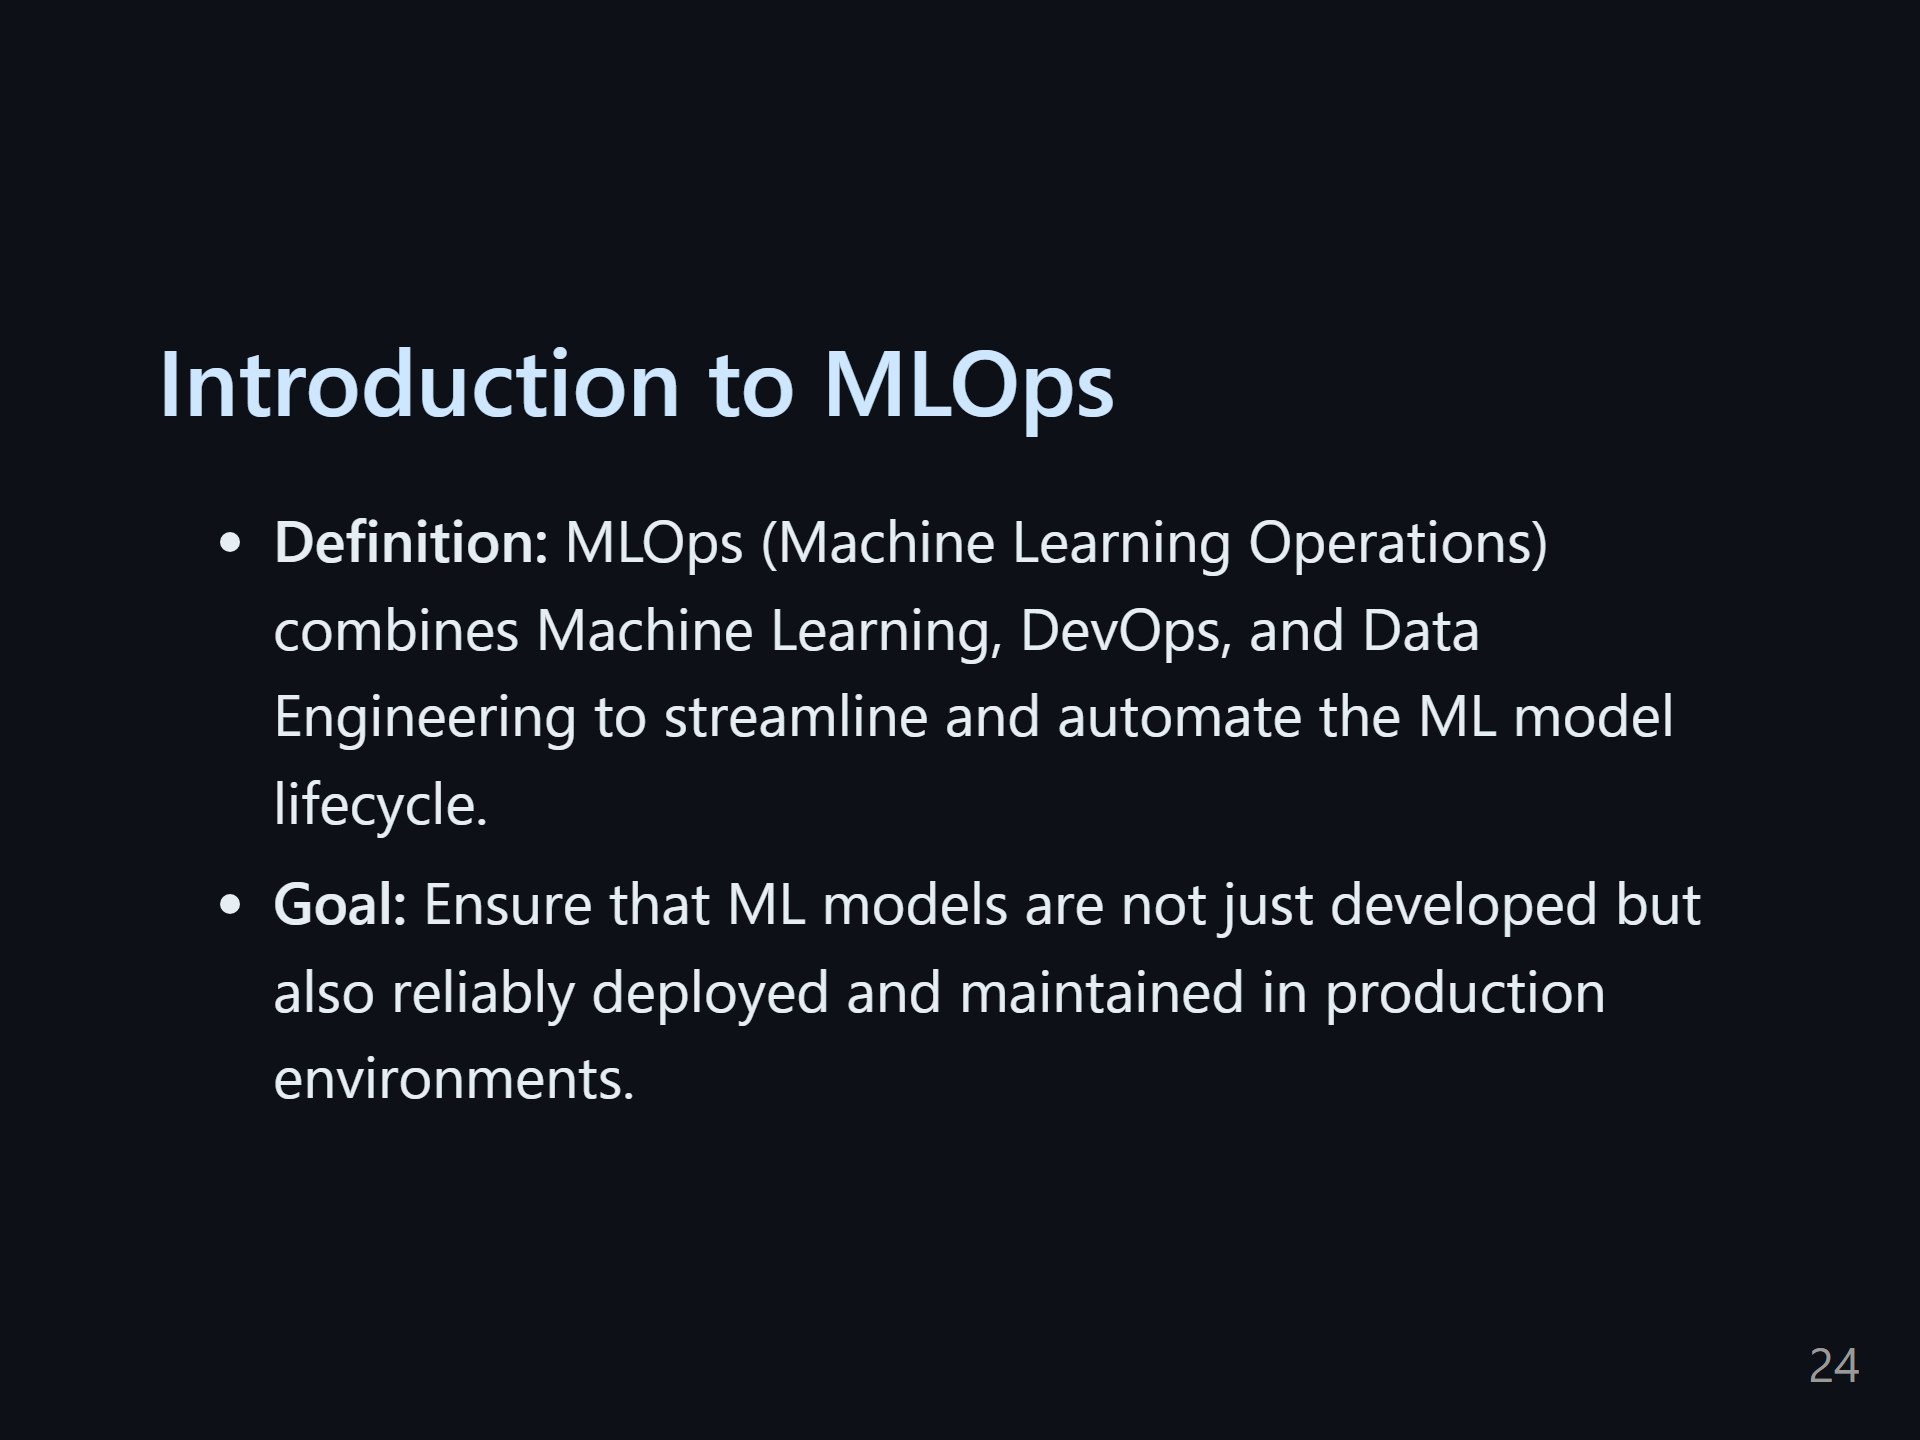 Introduction to MLOps
• Definition: MLOps (Machine Learning Operations)
combines Machine Learning, DevOps, and Data
Engineering to streamline and automate the ML model
lifecycle.
• Goal: Ensure that ML models are not just developed but
also reliably deployed and maintained in production
environments.
24